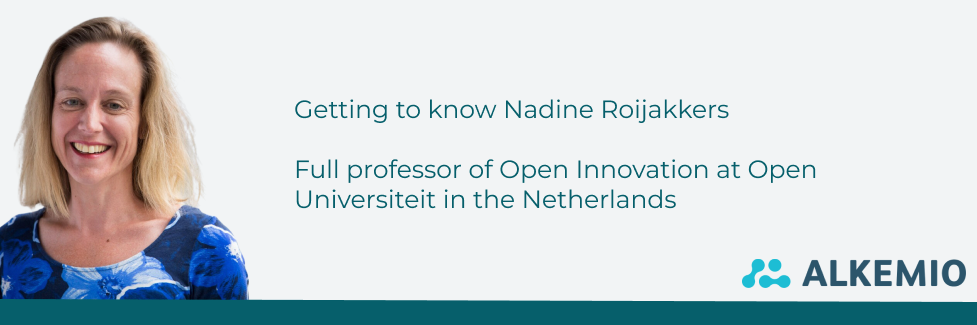 Getting to know Nadine Roijakkers
Full professor of Open Innovation at Open
Universiteit in the Netherlands
ALKEMIO